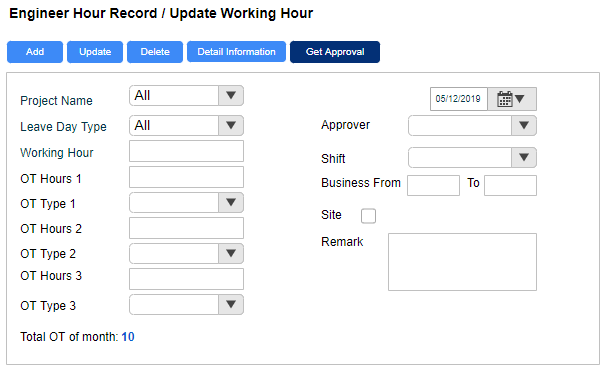 Engineer Hour Record / Update Working Hour
Add Update Delete Detail Information Get Approval
Project Name All 05/12/2019
Leave Day Type All Approver
Working Hour Shift
OT Hours 1 Business From To
OT Type 1
OT Hours 2 Site
OT Type 2 Remark
OT Hours 3
OT Type 3
Total OT of month: 10